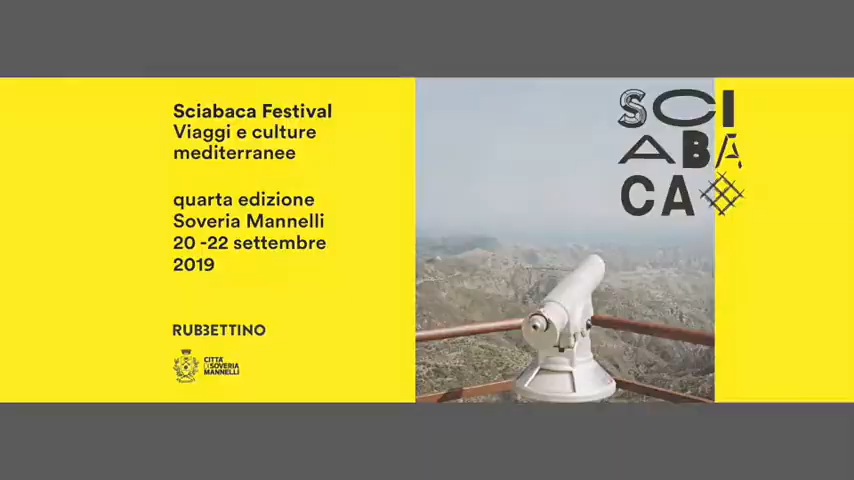 Sciabaca Festival
Viaggi e culture
mediterranee
quarta edizione
Soveria Mannelli
20 -22 settembre
2019
RUBBETTINO
CITTÀ
DI SOVERIA
MANNELLI
SCI
ABA
CA